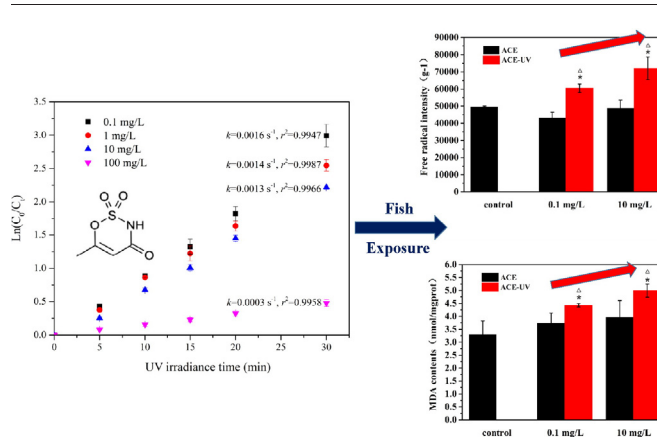 3.5
3.0
2.5
2.0
1.5
1.0
0.5
0.0
Ln(C0/Ct)
0.1 mg/L
1 mg/L
10 mg/L
100 mg/L
k=0.0016 s-1, r2=0.9947
k=0.0014 s-1, r2=0.9987
k=0.0013 s-1, r2=0.9966
k=0.0003 s-1, r2=0.9958
O
O
S
O
NH
O
0 5 10 15 20 30
UV irradiance time (min)
Fish
Exposure
ACE
ACE-UV
90000
80000
70000
60000
50000
40000
30000
20000
10000
0
Free radical intensity (g-1)
Δ
*
Δ
*
control 0.1 mg/L 10 mg/L
ACE
ACE-UV
6.0
5.5
5.0
4.5
4.0
3.5
3.0
2.5
2.0
1.5
1.0
0.5
0.0
MDA contents (nmol/mgprot)
Δ
*
Δ
*
control 0.1 mg/L 10 mg/L